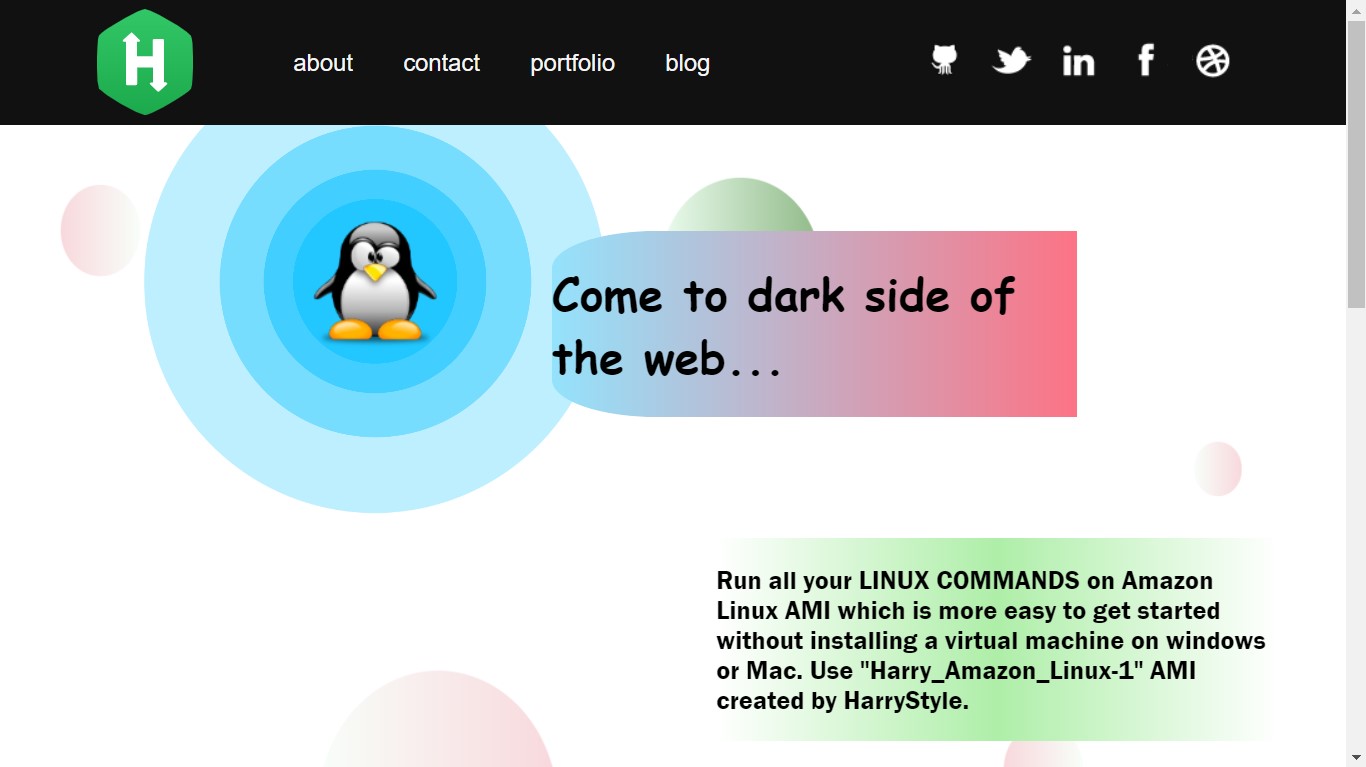 H
about contact portfolio blog
Come to dark side of
the web...
Run all your LINUX COMMANDS on Amazon
Linux AMI which is more easy to get started
without installing a virtual machine on windows
or Mac. Use "Harry_Amazon_Linux-1" AMI
created by HarryStyle.